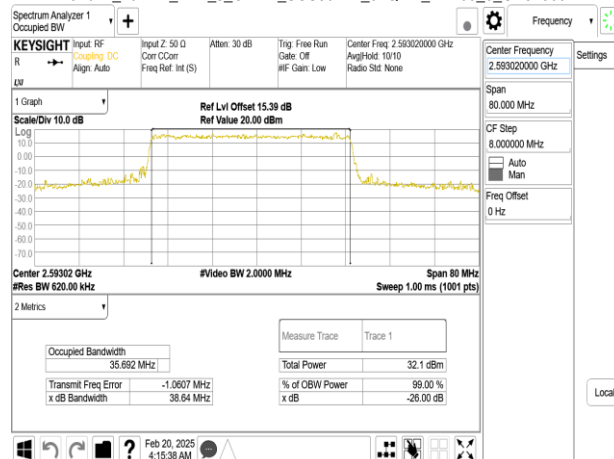 Spectrum Analyzer 1
Occupied BW
+
Frequency
KEYSIGHT
R
LXI
Input: RF
Coupling: DC
Align: Auto
Input Z: 50 Ω
Corr CCorr
Freq Ref: Int (S)
Atten: 30 dB
Trig: Free Run
Gate: Off
#IF Gain: Low
Center Freq: 2.593020000 GHz
Avg|Hold: 10/10
Radio Std: None
Center Frequency
2.593020000 GHz
Settings
Span
80.000 MHz
CF Step
8.000000 MHz
Auto
Man
Freq Offset
0 Hz
1 Graph
Scale/Div 10.0 dB
Ref Lvl Offset 15.39 dB
Ref Value 20.00 dBm
Log
10.0
0.00
-10.0
-20.0
-30.0
-40.0
-50.0
-60.0
-70.0
Center 2.59302 GHz
#Video BW 2.0000 MHz
Span 80 MHz
#Res BW 620.00 kHz
Sweep 1.00 ms (1001 pts)
2 Metrics
Measure Trace
Trace 1
Occupied Bandwidth
35.692 MHz
Total Power
32.1 dBm
Transmit Freq Error
-1.0607 MHz
% of OBW Power
99.00 %
x dB Bandwidth
38.64 MHz
x dB
-26.00 dB
Local
?
Feb 20, 2025
4:15:38 AM